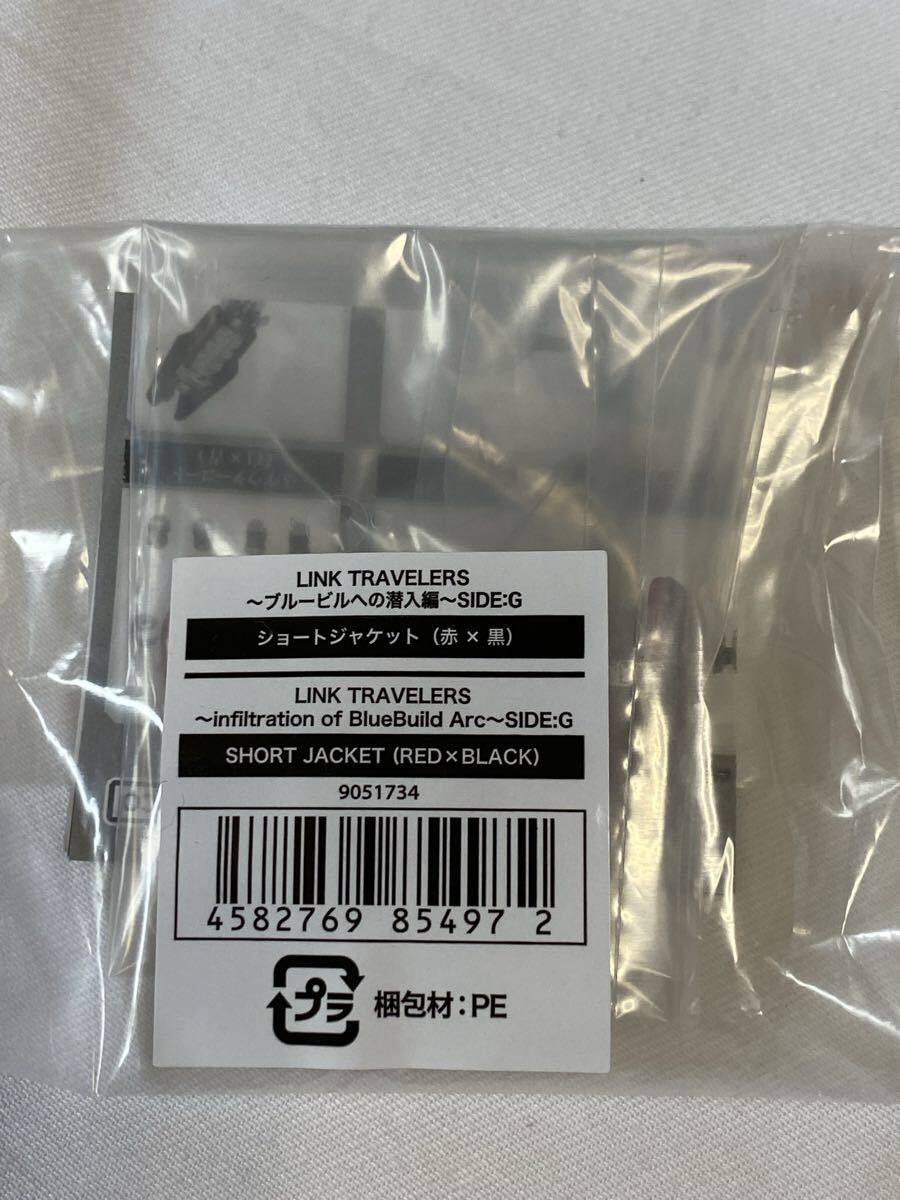 LINK TRAVELERS
～ブルービルへの潜入編～SIDE:G
ショートジャケット（赤 × 黒）
LINK TRAVELERS
～infiltration of BlueBuild Arc～SIDE:G
SHORT JACKET (RED×BLACK)
9051734
4582769 85497 2
プラ 梱包材：PE